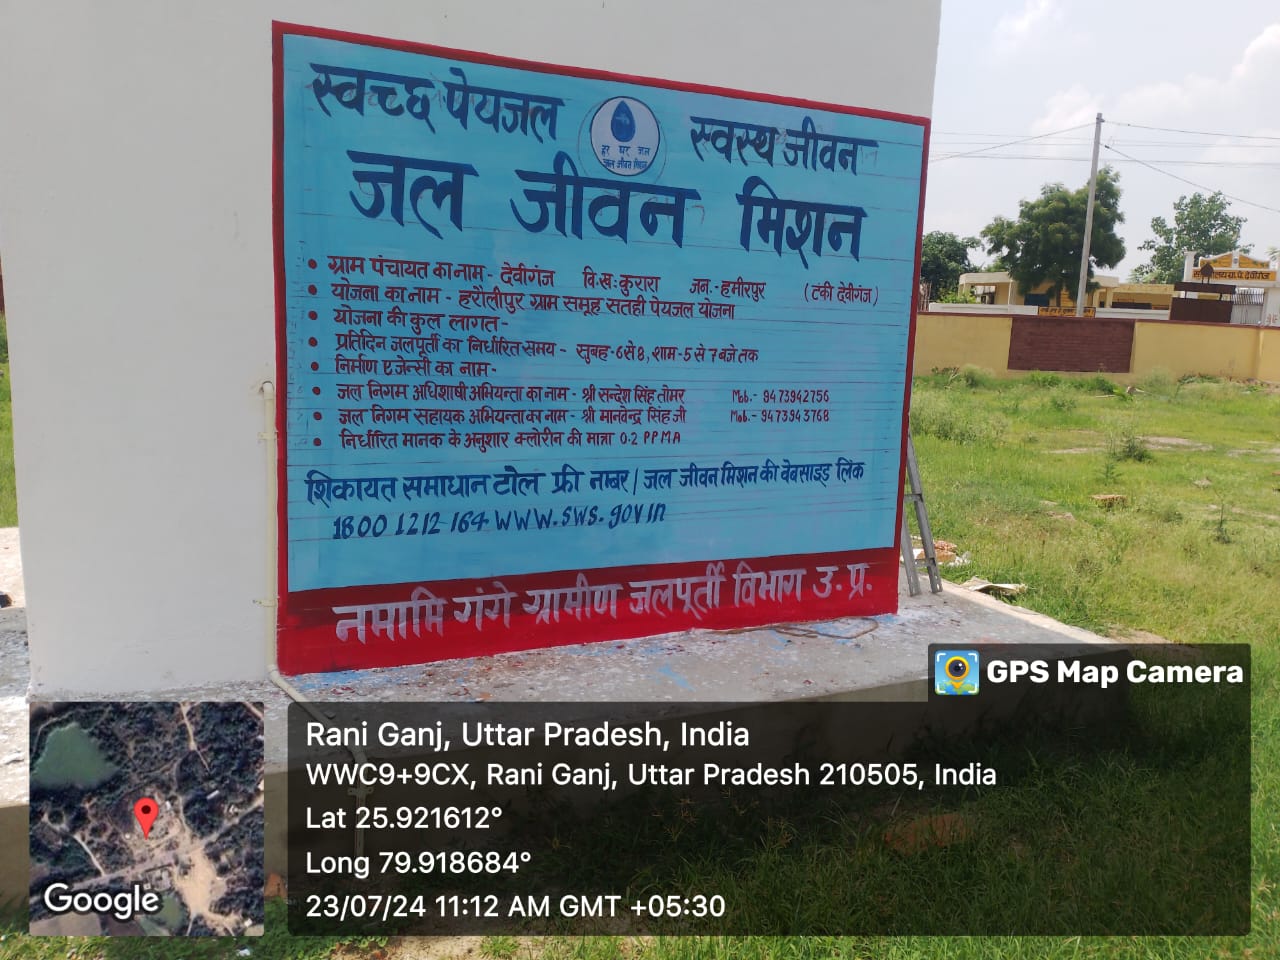 स्वच्छ पेयजल
स्वस्थ जीवन
हर घर जल
जल जीवन मिशन
जल जीवन मिशन
• ग्राम पंचायत का नाम - देवीगंज वि.ख: कुरारा जन.- हमीरपुर (टंकी देवीगंज)
• योजना का नाम - हरौलीपुर ग्राम समूह सतही पेयजल योजना
• योजना की कुल लागत -
• प्रतिदिन जलपूर्ती का निर्धारित समय - सुबह- 6 से 8, शाम- 5 से 7 बजे तक
• निर्माण एजेन्सी का नाम -
• जल निगम अधिशाषी अभियन्ता का नाम - श्री सन्देश सिंह तोमर Mob.- 9473942756
• जल निगम सहायक अभियन्ता का नाम - श्री मानवेन्द्र सिंह जी Mob.- 9473943768
• निर्धारित मानक के अनुशार क्लोरीन की मात्रा 0.2 PPMA
शिकायत समाधान टोल फ्री नम्बर / जल जीवन मिशन की वेबसाइड लिंक
1800 1212 164 WWW.sws.gov in
नमामि गंगे ग्रामीण जलपूर्ती विभाग उ. प्र.
GPS Map Camera
Rani Ganj, Uttar Pradesh, India
WWC9+9CX, Rani Ganj, Uttar Pradesh 210505, India
Lat 25.921612°
Long 79.918684°
23/07/24 11:12 AM GMT +05:30
Google